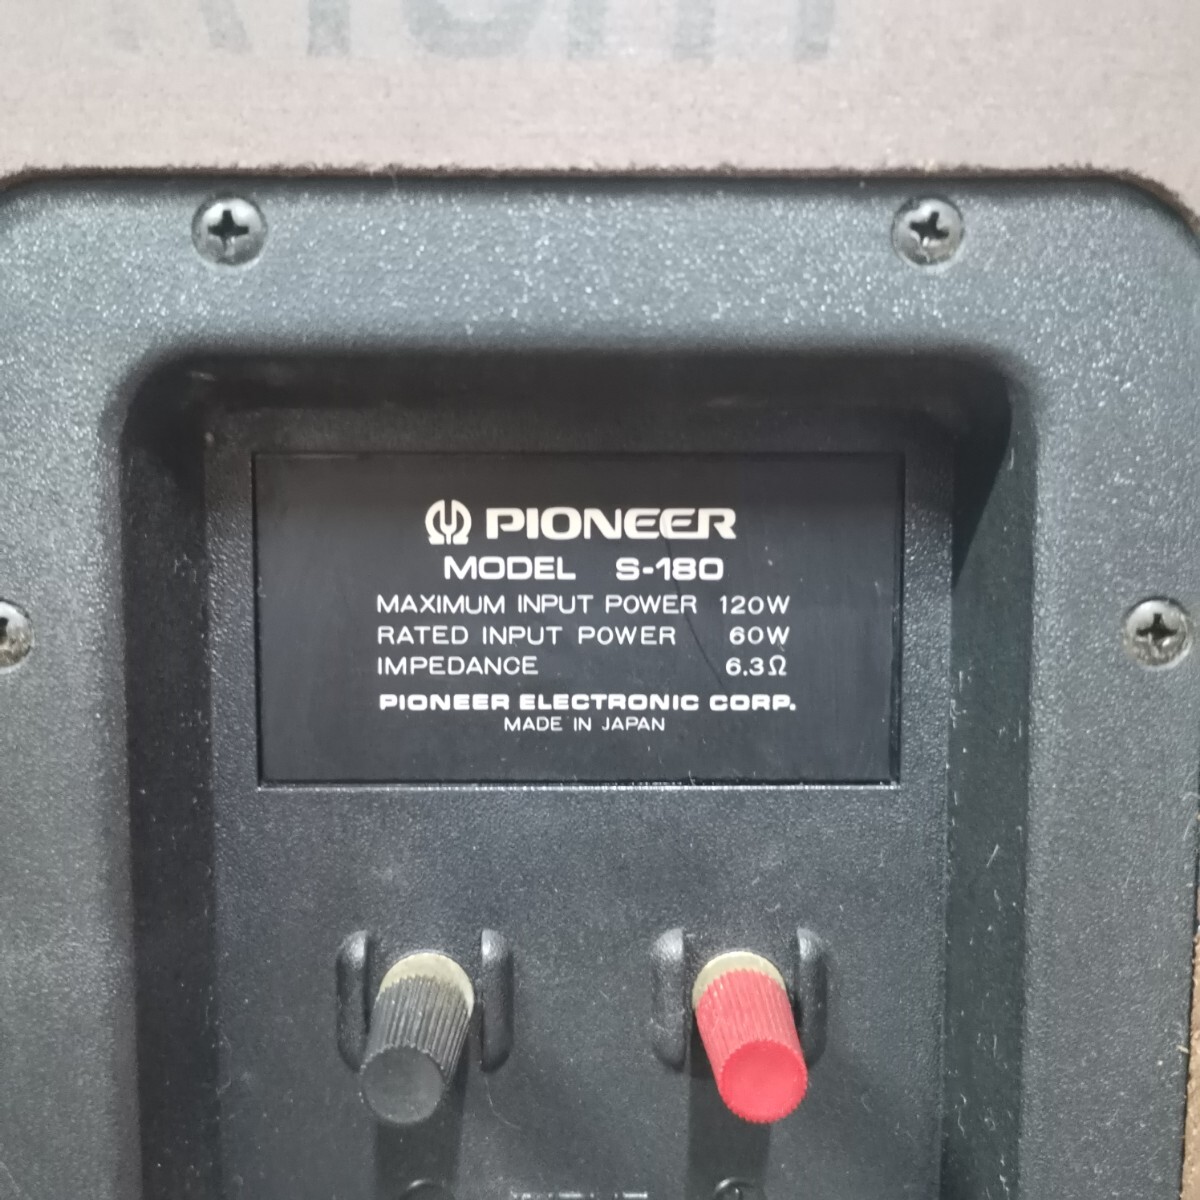 PIONEER
MODEL S-180
MAXIMUM INPUT POWER 120W
RATED INPUT POWER 60W
IMPEDANCE 6.3Ω
PIONEER ELECTRONIC CORP.
MADE IN JAPAN